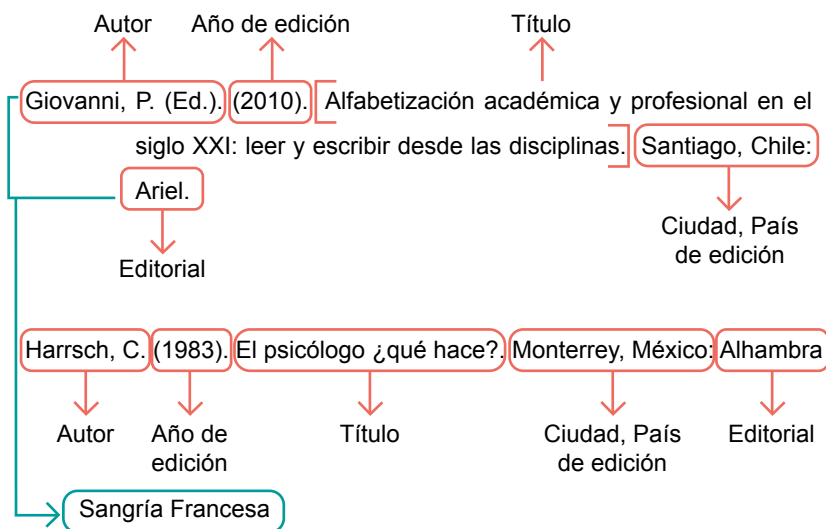 Autor Año de edición Título
Giovanni, P. (Ed.). (2010). Alfabetización académica y profesional en el
siglo XXI: leer y escribir desde las disciplinas. Santiago, Chile:
Ariel.
Ciudad, País
de edición
Editorial
Harrsch, C. (1983). El psicólogo ¿qué hace?. Monterrey, México: Alhambra
Autor Año de edición Título Ciudad, País de edición Editorial
Sangría Francesa